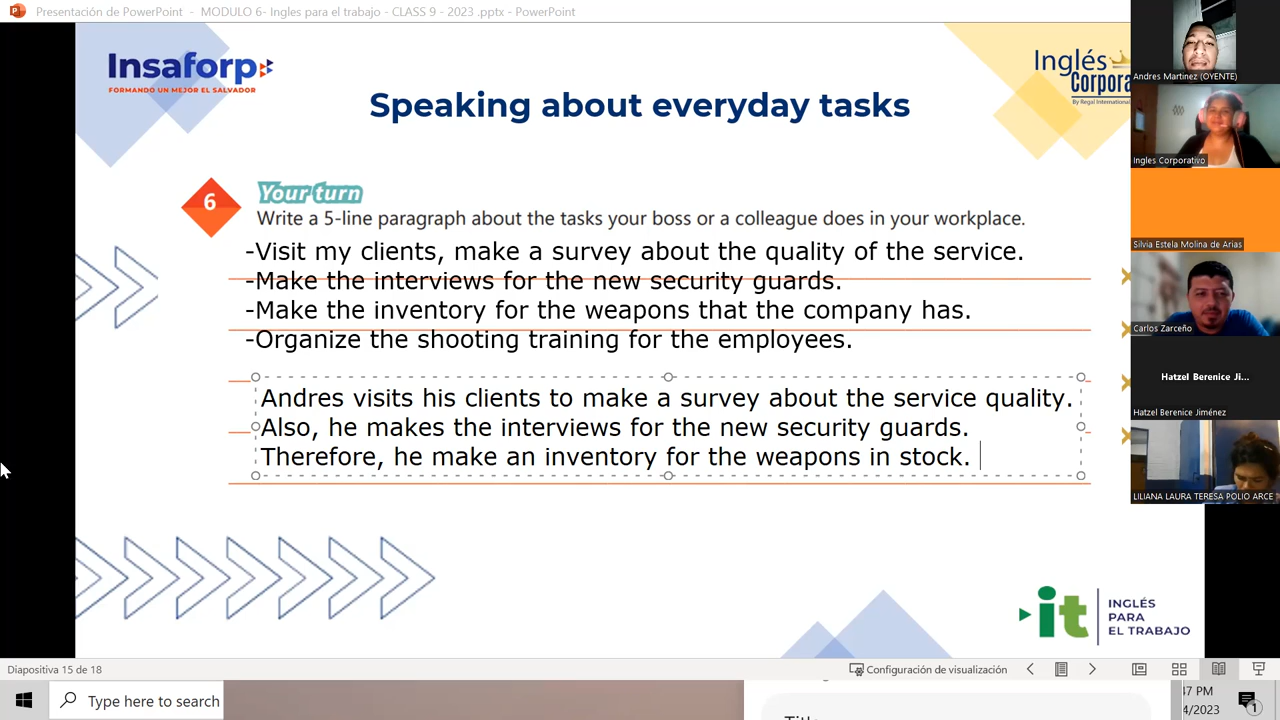 Presentación de PowerPoint - MODULO 6- Ingles para el trabajo - CLASS 9 - 2023 .pptx - PowerPoint
Insaforp
FORMANDO UN MEJOR EL SALVADOR
Inglés
Corpora
By Regal International
Speaking about everyday tasks
6
Your turn
Write a 5-line paragraph about the tasks your boss or a colleague does in your workplace.
-Visit my clients, make a survey about the quality of the service.
-Make the interviews for the new security guards.
-Make the inventory for the weapons that the company has.
-Organize the shooting training for the employees.
Andres visits his clients to make a survey about the service quality.
Also, he makes the interviews for the new security guards.
Therefore, he make an inventory for the weapons in stock.
it
INGLÉS
PARA
EL TRABAJO
Andres Martinez (OYENTE)
Ingles Corporativo
Silvia Estela Molina de Arias
Carlos Zarceño
Hatzel Berenice Ji...
Hatzel Berenice Jiménez
LILIANA LAURA TERESA POLIO ARCE
Diapositiva 15 de 18
Configuración de visualización
Type here to search
47 PM
4/2023
1